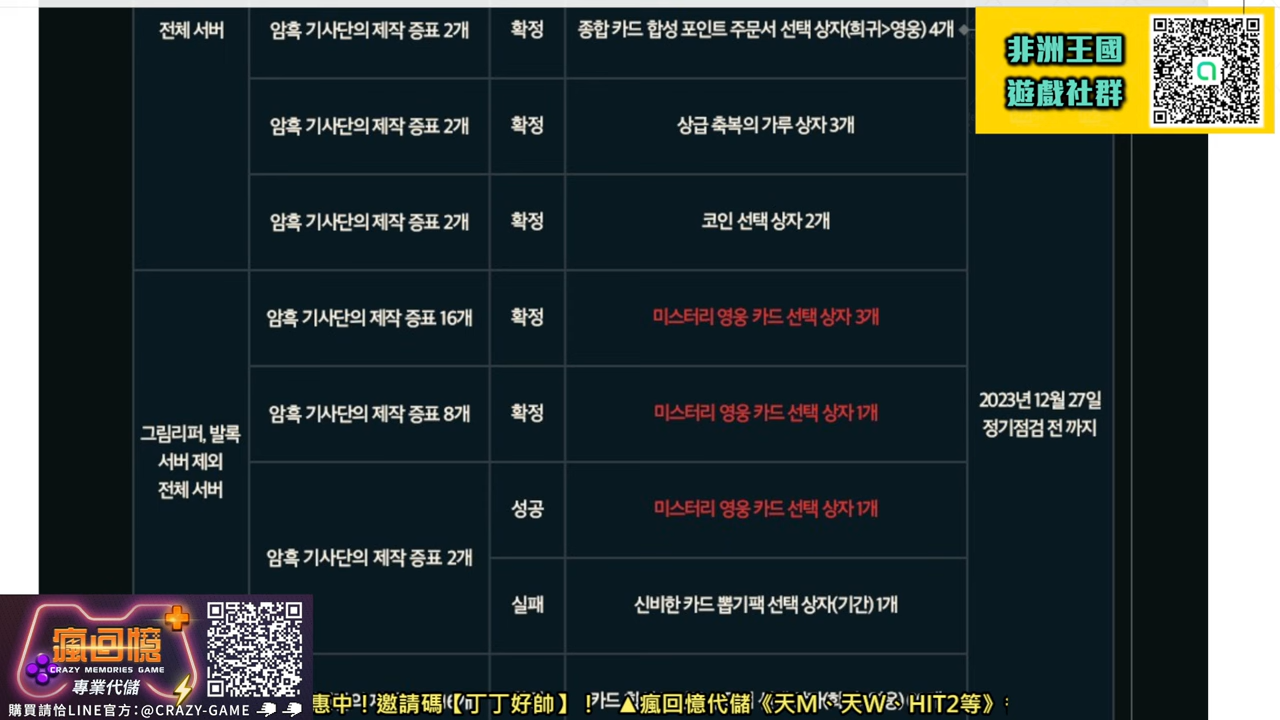 전체 서버
암흑 기사단의 제작 증표 2개
확정
종합 카드 합성 포인트 주문서 선택 상자(희귀>영웅) 4개
非洲王國
遊戲社群
암흑 기사단의 제작 증표 2개
확정
상급 축복의 가루 상자 3개
암흑 기사단의 제작 증표 2개
확정
코인 선택 상자 2개
암흑 기사단의 제작 증표 16개
확정
미스터리 영웅 카드 선택 상자 3개
그림리퍼, 발록
서버 제외
전체 서버
암흑 기사단의 제작 증표 8개
확정
미스터리 영웅 카드 선택 상자 1개
2023년 12월 27일
정기점검 전 까지
암흑 기사단의 제작 증표 2개
성공
미스터리 영웅 카드 선택 상자 1개
실패
신비한 카드 뽑기팩 선택 상자(기간) 1개
瘋回憶
CRAZY MEMORIES GAME
專業代儲
購買請恰LINE官方:@CRAZY-GAME
惠中！邀請碼【丁丁好帥】！ ▲瘋回憶代儲《天M、天W、HIT2等》